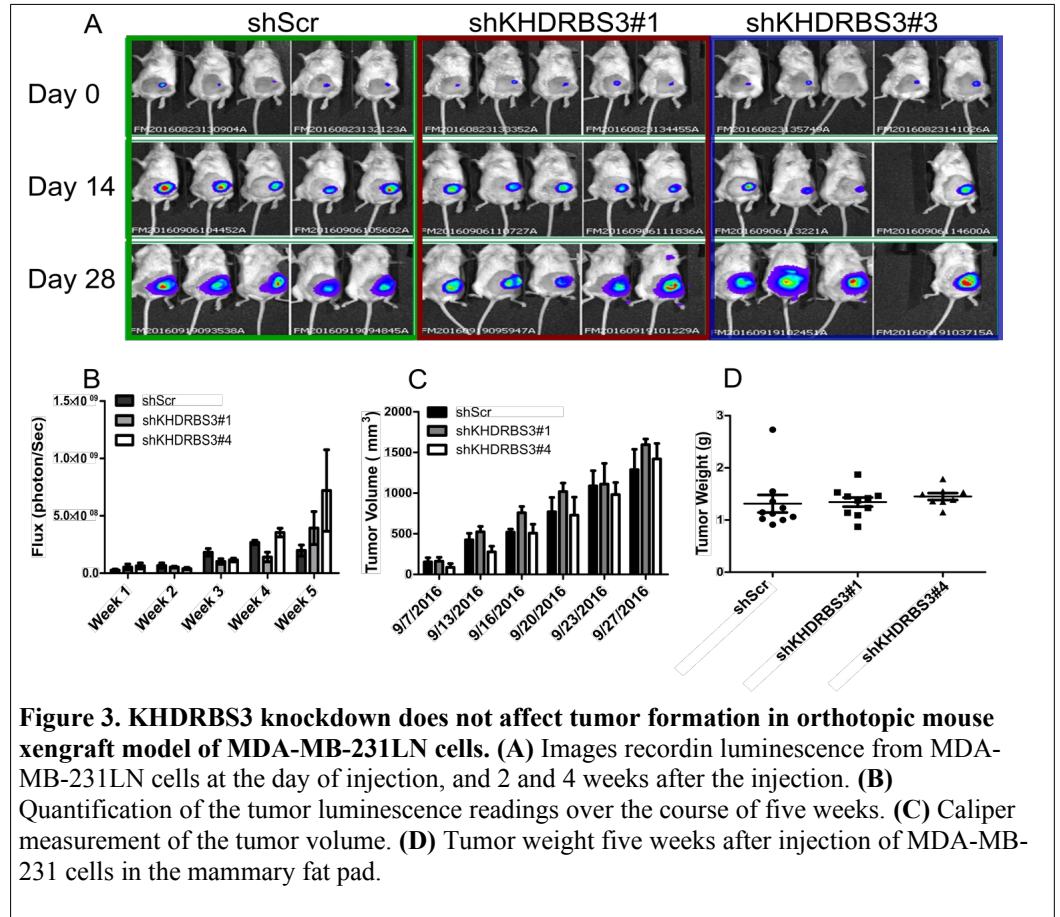 A
shScr shKHDRBS3#1 shKHDRBS3#3
Day 0
FM20160823130904A FM20160823132123A FM20160823133352A FM20160823134455A FM20160823135749A FM20160823141026A
Day 14
FM20160906104452A FM20160906105602A FM20160906110727A FM20160906111836A FM20160906113221A FM20160906114600A
Day 28
FM20160919093538A FM20160919094845A FM20160919095947A FM20160919101229A FM20160919102451A FM20160919103715A
B
Flux (photon/Sec)
1.5×10 09
1.0×10 09
5.0×10 08
0.0
shScr
shKHDRBS3#1
shKHDRBS3#4
Week 1
Week 2
Week 3
Week 4
Week 5
C
Tumor Volume ( mm3)
2000
1500
1000
500
0
shScr
shKHDRBS3#1
shKHDRBS3#4
9/7/2016
9/13/2016
9/16/2016
9/20/2016
9/23/2016
9/27/2016
D
Tumor Weight (g)
3
2
1
0
shScr
shKHDRBS3#1
shKHDRBS3#4
Figure 3. KHDRBS3 knockdown does not affect tumor formation in orthotopic mouse
xengraft model of MDA-MB-231LN cells. (A) Images recordin luminescence from MDA-
MB-231LN cells at the day of injection, and 2 and 4 weeks after the injection. (B)
Quantification of the tumor luminescence readings over the course of five weeks. (C) Caliper
measurement of the tumor volume. (D) Tumor weight five weeks after injection of MDA-MB-
231 cells in the mammary fat pad.